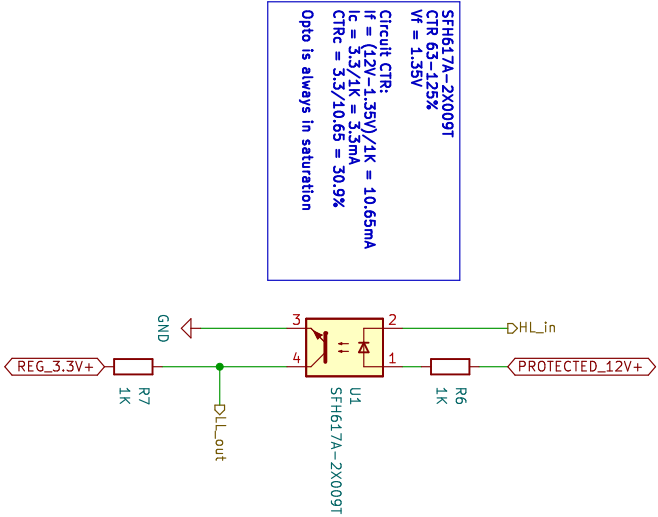 SFH617A-2X009T
CTR 63-125%
Vf = 1.35V
Circuit CTR:
If = (12V-1.35V)/1K = 10.65mA
Ic = 3.3/1K = 3.3mA
CTRc = 3.3/10.65 = 30.9%
Opto is always in saturation
GND
3
2
HL_in
REG_3.3V+
4
1
PROTECTED_12V+
R7
1K
LL_out
U1
SFH617A-2X009T
R6
1K